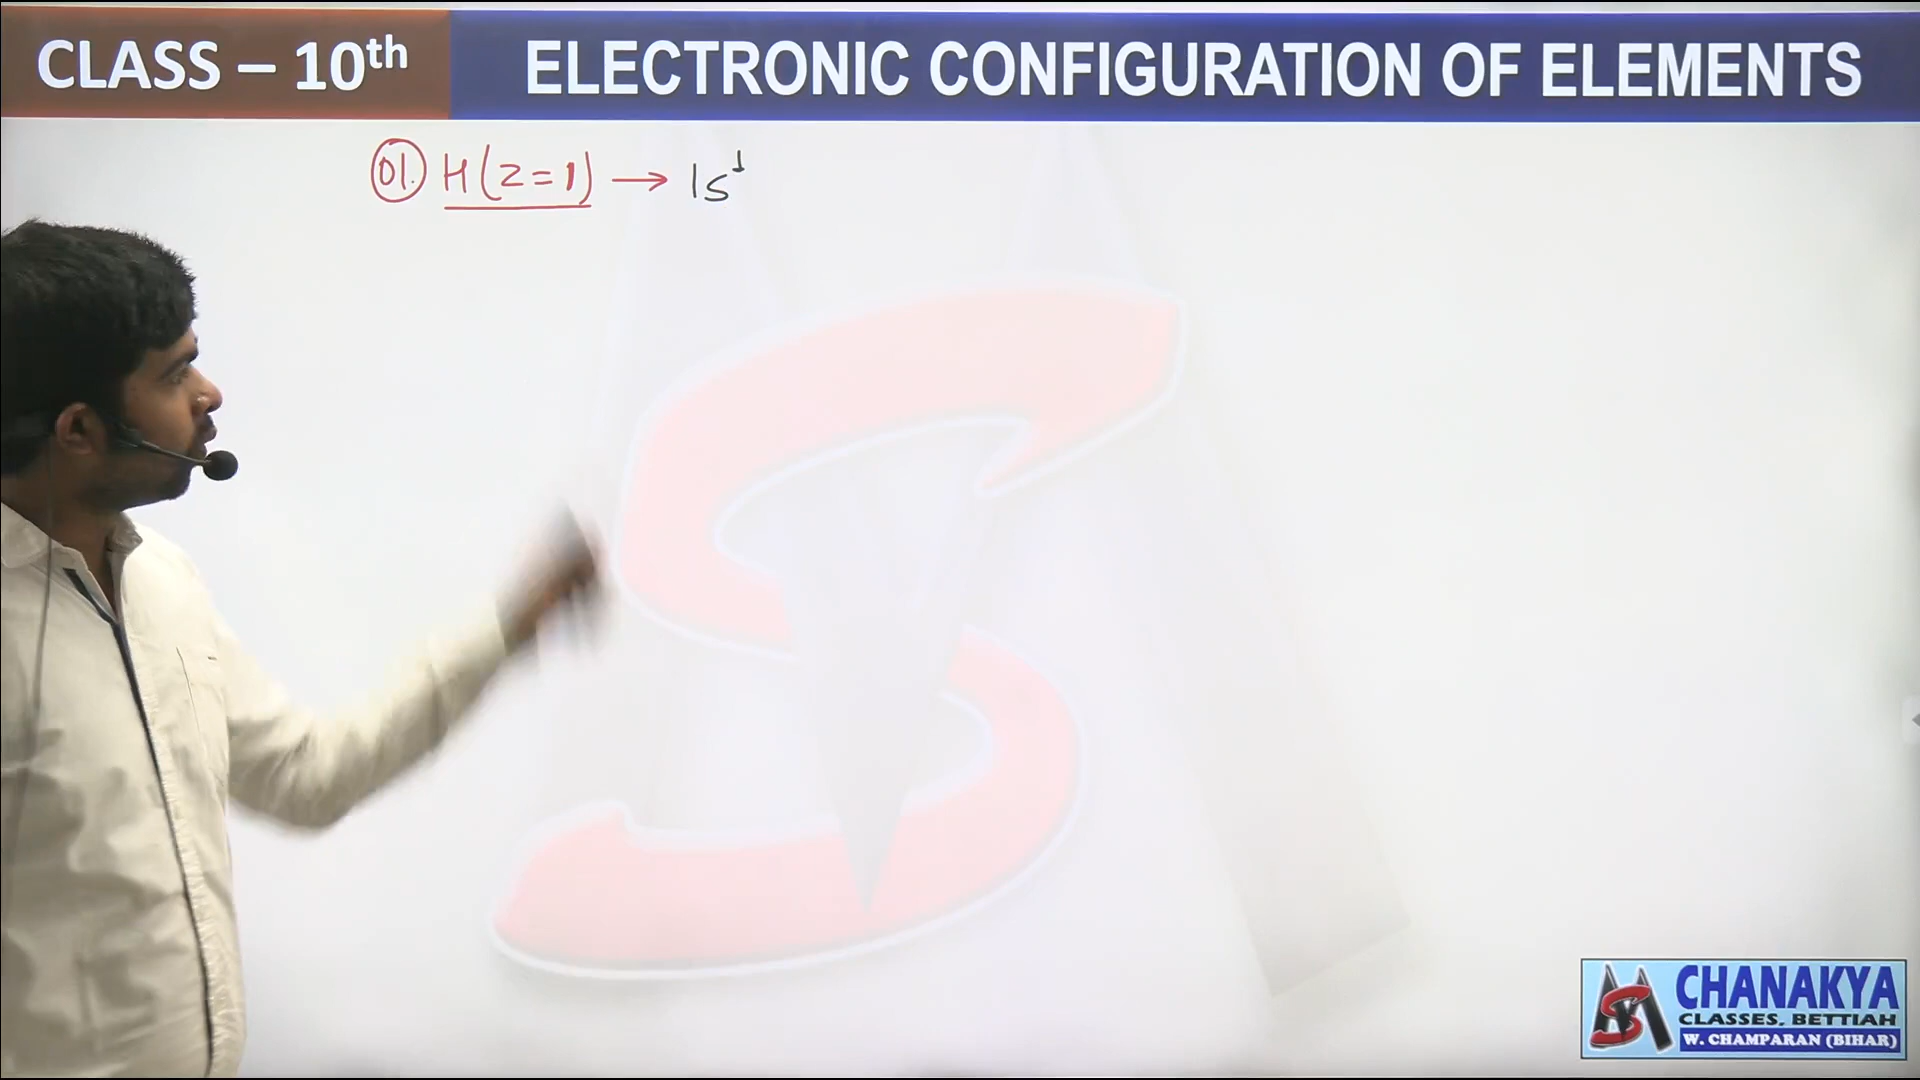 CLASS – 10th
ELECTRONIC CONFIGURATION OF ELEMENTS
01. H(Z=1) → 1s¹
CHANAKYA
CLASSES, BETTIAH
W. CHAMPARAN (BIHAR)